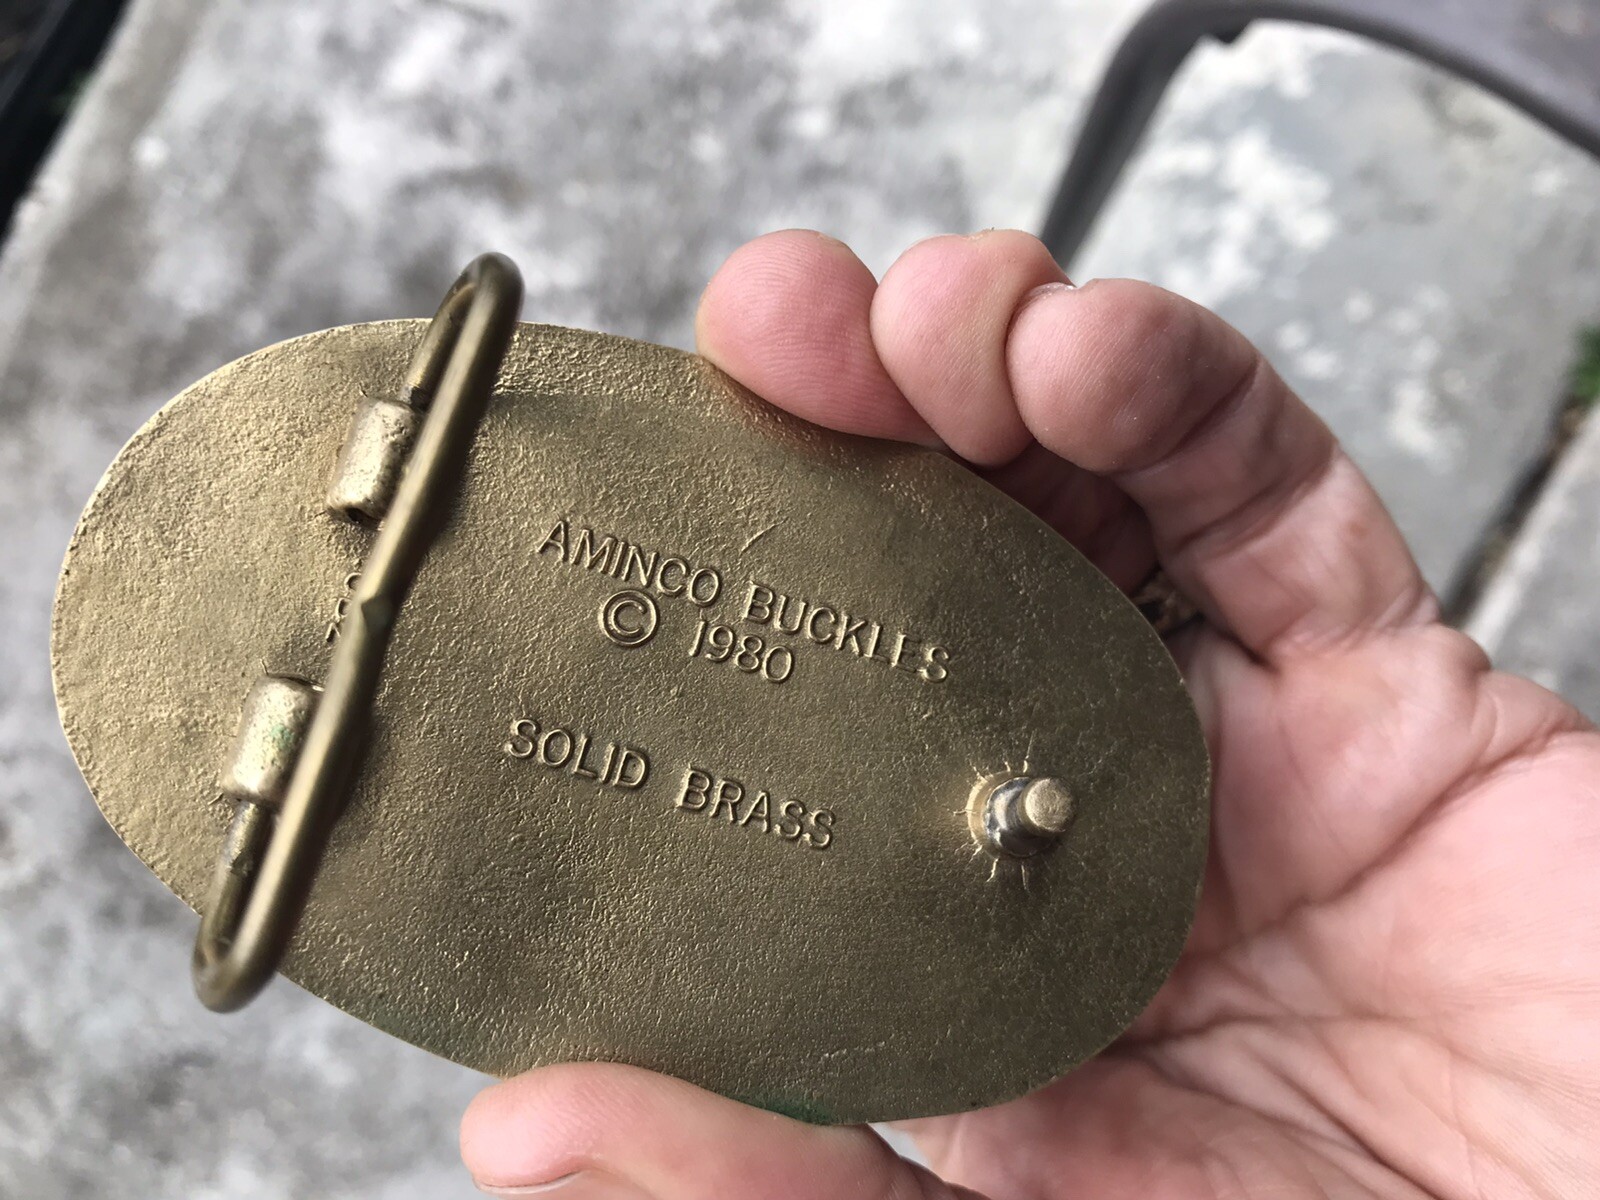 AMINCO BUCKLES
© 1980
SOLID BRASS